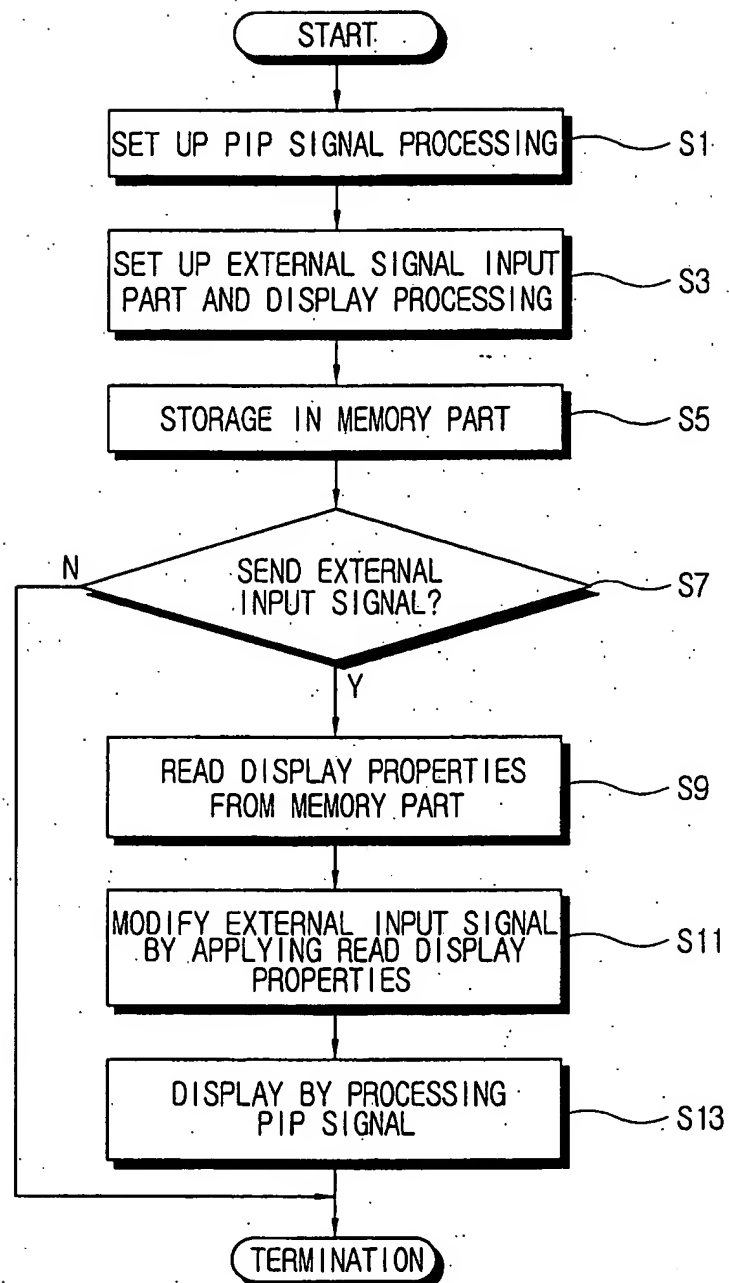 START
SET UP PIP SIGNAL PROCESSING
S1
SET UP EXTERNAL SIGNAL INPUT
PART AND DISPLAY PROCESSING
S3
STORAGE IN MEMORY PART
S5
SEND EXTERNAL
INPUT SIGNAL?
S7
N
Y
READ DISPLAY PROPERTIES
FROM MEMORY PART
S9
MODIFY EXTERNAL INPUT SIGNAL
BY APPLYING READ DISPLAY
PROPERTIES
S11
DISPLAY BY PROCESSING
PIP SIGNAL
S13
TERMINATION